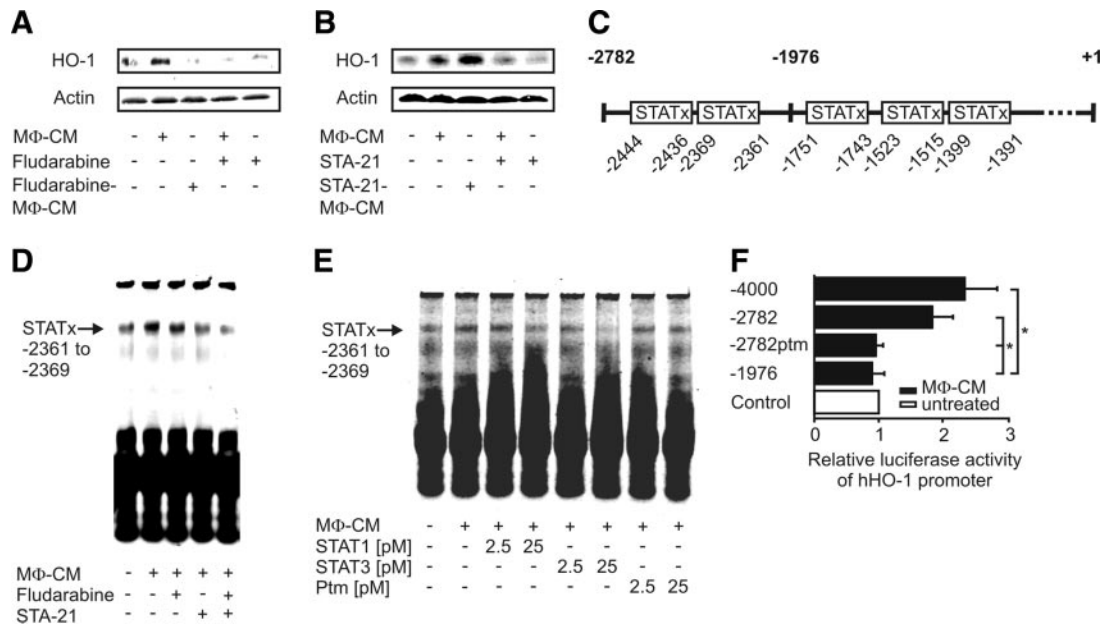 A
HO-1
Actin
MΦ-CM - + - + -
Fludarabine - - - + +
Fludarabine- - - + - -
MΦ-CM
B
HO-1
Actin
MΦ-CM - + - + -
STA-21 - - - + +
STA-21- - - + - -
MΦ-CM
C
-2782 -1976 +1
STATx STATx STATx STATx STATx
-2444 -2436 -2369 -2361 -1751 -1743 -1523 -1515 -1399 -1391
D
STATx
-2361 to
-2369
MΦ-CM - + + + +
Fludarabine - - + - +
STA-21 - - - + +
E
STATx
-2361 to
-2369
MΦ-CM - + + + + + + +
STAT1 [pM] - - 2.5 25 - - - -
STAT3 [pM] - - - - 2.5 25 - -
Ptm [pM] - - - - - - 2.5 25
F
-4000
-2782
-2782ptm
-1976
Control
* *
MΦ-CM
untreated
0 1 2 3
Relative luciferase activity
of hHO-1 promoter